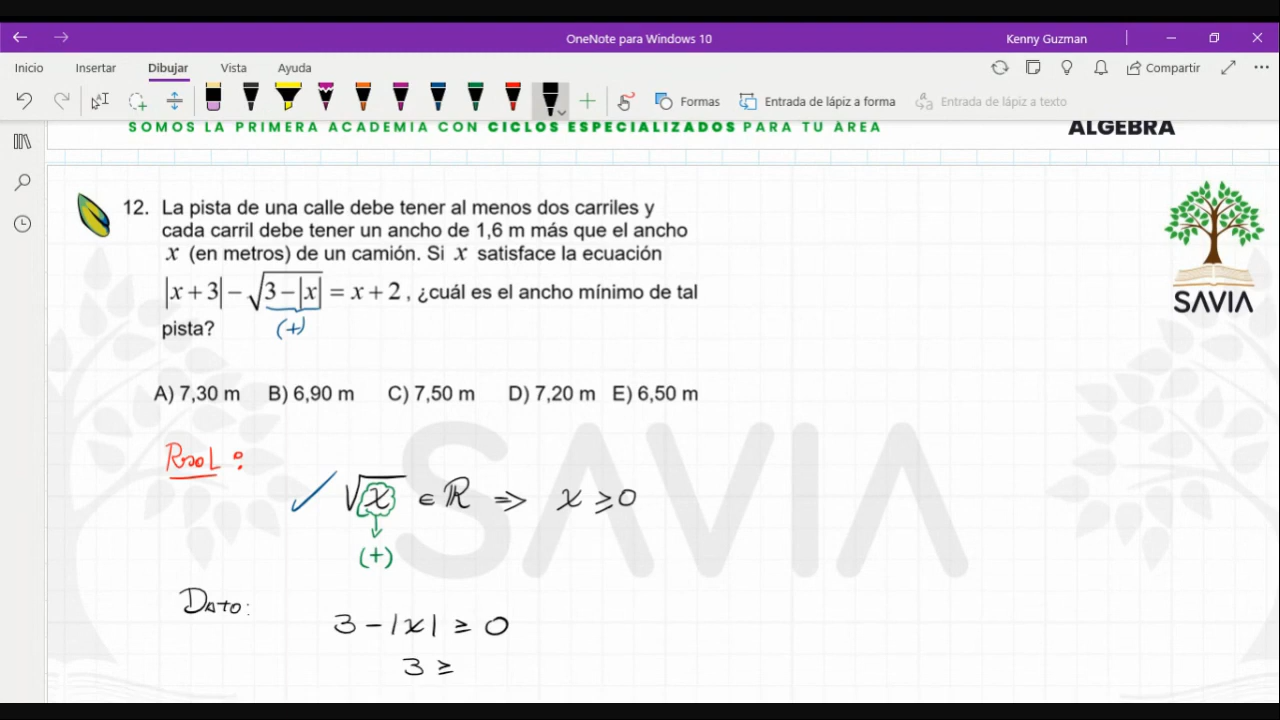 OneNote para Windows 10
Kenny Guzman
Inicio Insertar Dibujar Vista Ayuda
Compartir
Formas Entrada de lápiz a forma Entrada de lápiz a texto
SOMOS LA PRIMERA ACADEMIA CON CICLOS ESPECIALIZADOS PARA TU ÁREA
ÁLGEBRA
12. La pista de una calle debe tener al menos dos carriles y
cada carril debe tener un ancho de 1,6 m más que el ancho
x (en metros) de un camión. Si x satisface la ecuación
|x + 3| − √(3 − |x|) = x + 2 , ¿cuál es el ancho mínimo de tal
(+)
pista?
A) 7,30 m B) 6,90 m C) 7,50 m D) 7,20 m E) 6,50 m
SAVIA
SAVIA
Resol :
√x ∈ ℝ ⇒ x ≥ 0
(+)
Dato:
3 − |x| ≥ 0
3 ≥